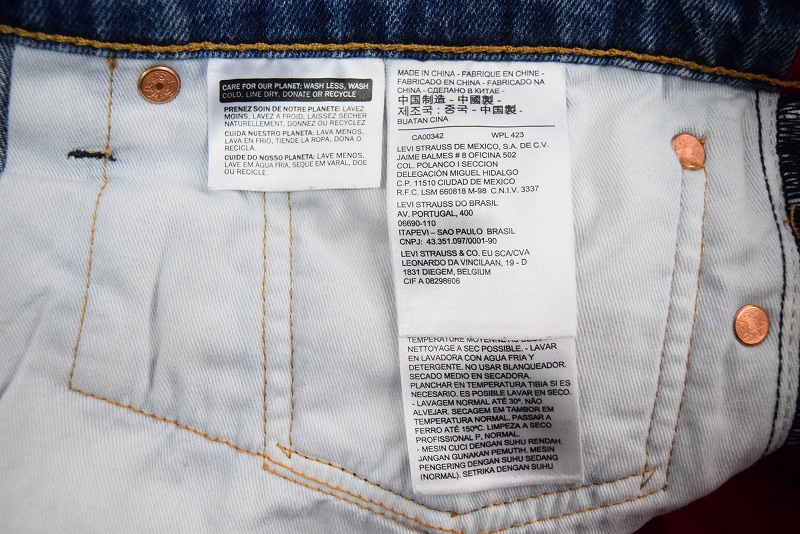 CARE FOR OUR PLANET: WASH LESS, WASH
COLD, LINE DRY, DONATE OR RECYCLE
PRENEZ SOIN DE NOTRE PLANETE: LAVEZ
MOINS, LAVEZ A FROID, LAISSEZ SECHER
NATURELLEMENT, DONNEZ OU RECYCLEZ
CUIDA NUESTRO PLANETA: LAVA MENOS,
LAVA EN FRIO, TIENDE LA ROPA, DONA O
RECICLA.
CUIDE DO NOSSO PLANETA: LAVE MENOS,
LAVE EM ÁGUA FRIA, SEQUE EM VARAL, DOE
OU RECICLE.
MADE IN CHINA - FABRIQUE EN CHINE -
FABRICADO EN CHINA - FABRICADO EM
CHINA - СДЕЛАНО В КИТАЕ -
中国制造 - 中國製 -
제조국: 중국 - 中国製 -
BUATAN CINA
CA00342 WPL 423
LEVI STRAUSS DE MEXICO, S.A. DE C.V.
JAIME BALMES # 8 OFICINA 502
COL. POLANCO I SECCION
DELEGACIÓN MIGUEL HIDALGO
C.P. 11510 CIUDAD DE MEXICO
R.F.C. LSM 660818 M-98 C.N.I.V. 3337
LEVI STRAUSS DO BRASIL
AV. PORTUGAL, 400
06690-110
ITAPEVI – SAO PAULO BRASIL
CNPJ: 43.351.097/0001-90
LEVI STRAUSS & CO. EU SCA/CVA
LEONARDO DA VINCILAAN, 19 - D
1831 DIEGEM, BELGIUM
CIF A 08298606
TEMPERATURE MOYENNE AU
NETTOYAGE A SEC POSSIBLE. - LAVAR
EN LAVADORA CON AGUA FRIA Y
DETERGENTE. NO USAR BLANQUEADOR.
SECADO MEDIO EN SECADORA.
PLANCHAR EN TEMPERATURA TIBIA SI ES
NECESARIO. ES POSIBLE LAVAR EN SECO.
- LAVAGEM NORMAL ATÉ 30º. NÃO
ALVEJAR. SECAGEM EM TAMBOR EM
TEMPERATURA NORMAL. PASSAR A
FERRO ATÉ 150ºC. LIMPEZA A SECO
PROFISSIONAL P, NORMAL.
- MESIN CUCI DENGAN SUHU RENDAH.
JANGAN GUNAKAN PEMUTIH. MESIN
PENGERING DENGAN SUHU SEDANG
(NORMAL). SETRIKA DENGAN SUHU